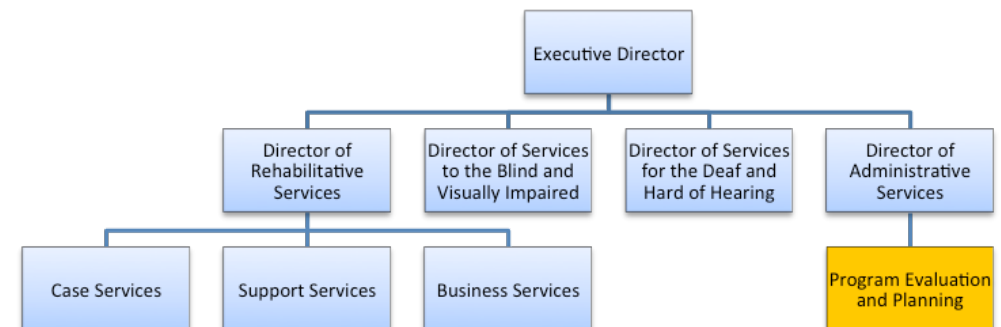 Executive Director
Director of
Rehabilitative
Services
Director of Services
to the Blind and
Visually Impaired
Director of Services
for the Deaf and
Hard of Hearing
Director of
Administrative
Services
Case Services
Support Services
Business Services
Program Evaluation
and Planning